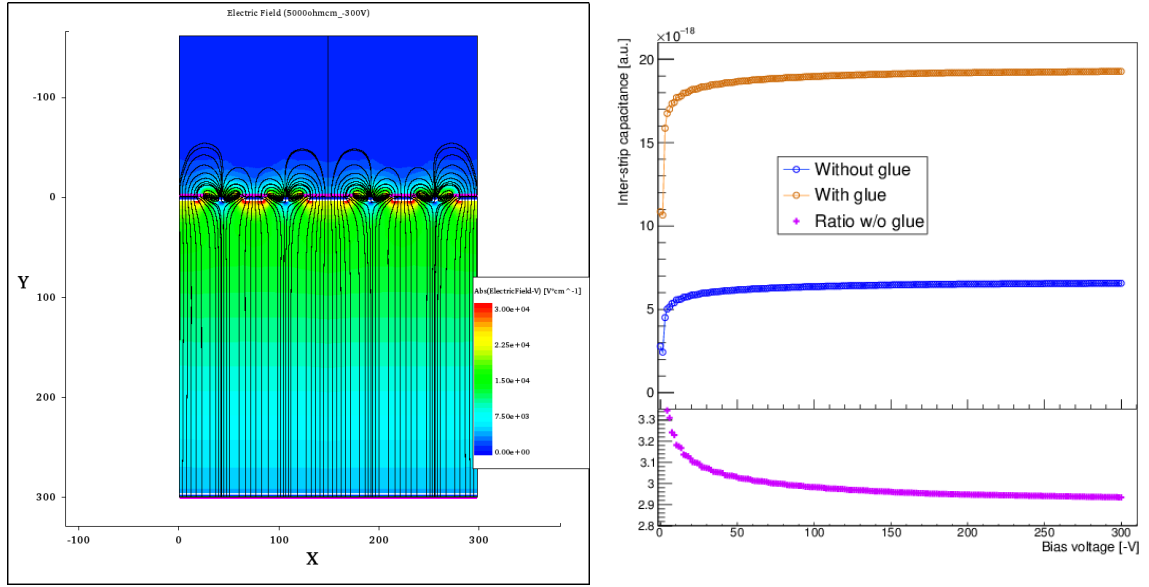 Electric Field (5000ohmcm_-300V)
-100
0
100
200
300
Y
-100
0
100
200
300
X
Abs(ElectricField-V) [V*cm^-1]
3.00e+04
2.25e+04
1.50e+04
7.50e+03
0.00e+00
×10⁻¹⁸
Inter-strip capacitance [a.u.]
20
15
10
5
0
Without glue
With glue
Ratio w/o glue
3.3
3.2
3.1
3
2.9
2.8
0
50
100
150
200
250
300
Bias voltage [-V]